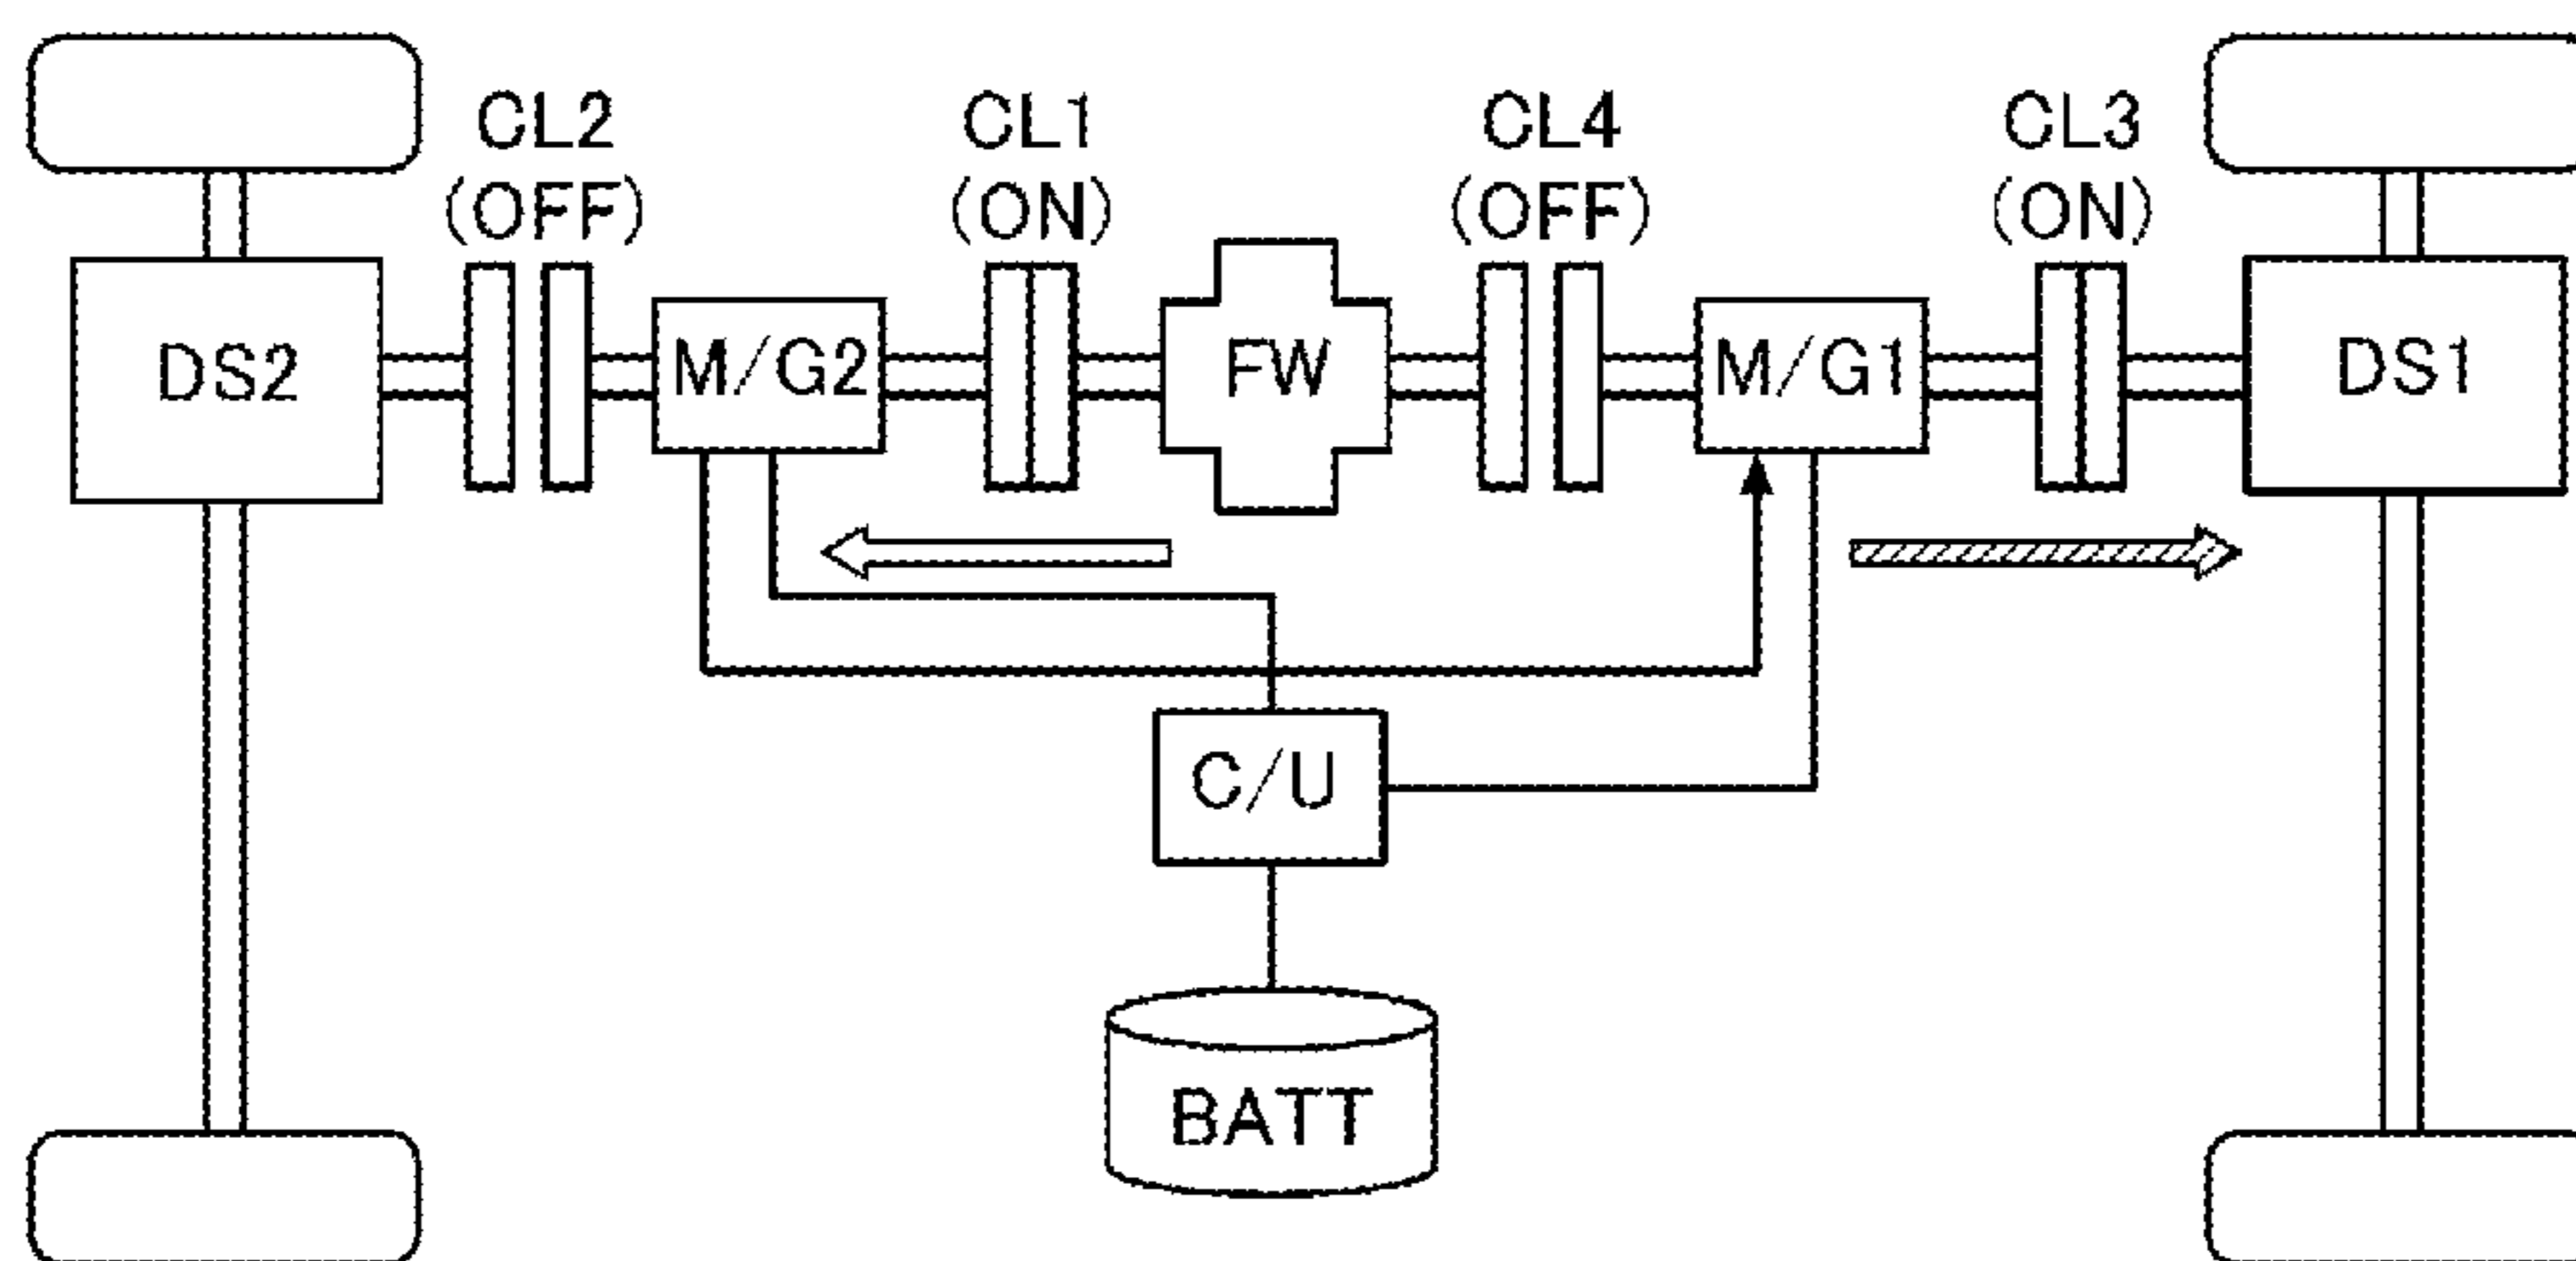 CL2
(OFF)
CL1
(ON)
CL4
(OFF)
CL3
(ON)
DS2
M/G2
FW
M/G1
DS1
C/U
BATT